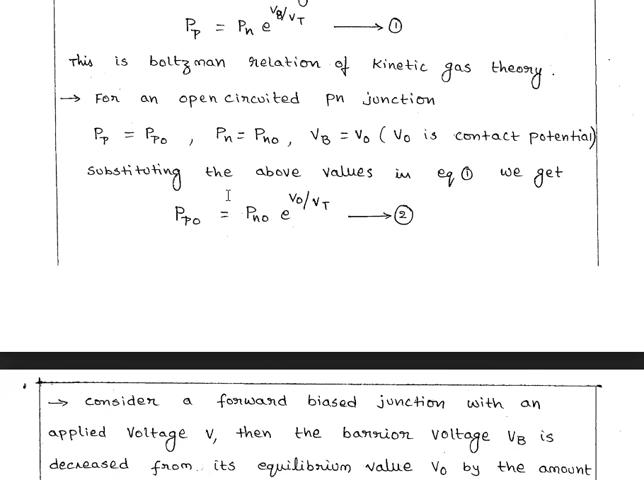 Pp = Pn e^VB/VT ——→ ①
This is boltzman relation of kinetic gas theory.
→ For an open circuited pn junction
Pp = Ppo , Pn = Pno , VB = Vo ( Vo is contact potential)
substituting the above values in eq ① we get
Ppo = Pno e^Vo/VT ——→ ②
→ consider a forward biased junction with an
applied voltage V, then the barrior voltage VB is
decreased from its equilibrium value Vo by the amount